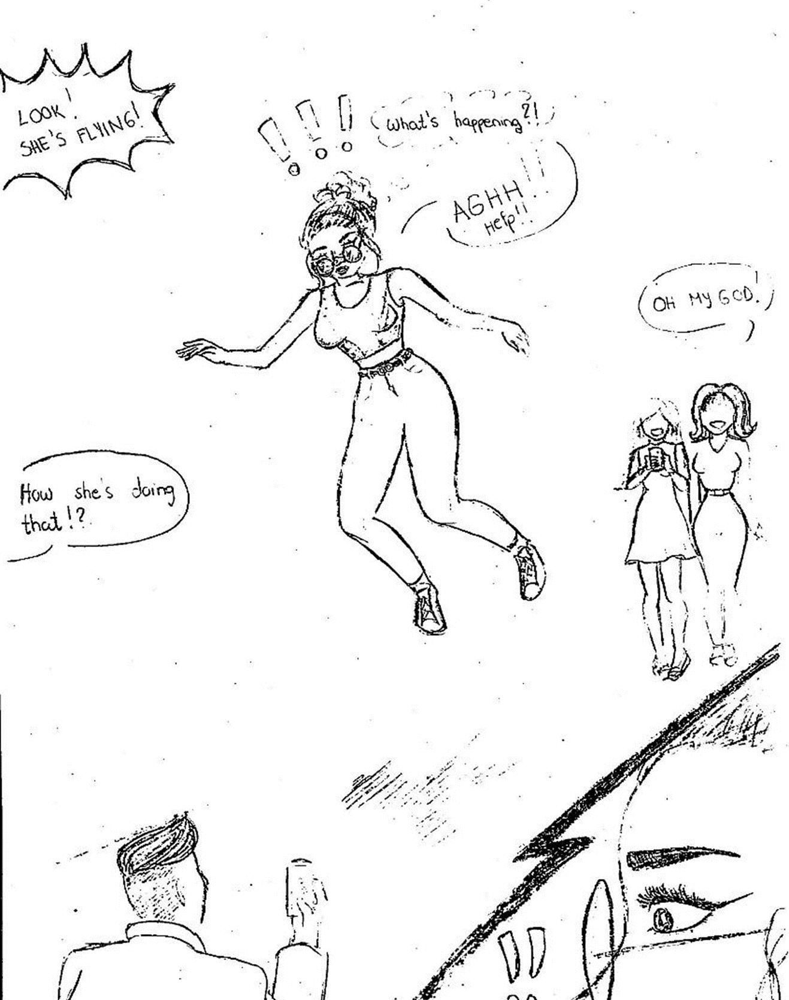 LOOK!
SHE'S FLYING!
!!!
What's happening?!
AGHH!!
Help!!
OH MY GOD!
How she's doing
that!?
!!